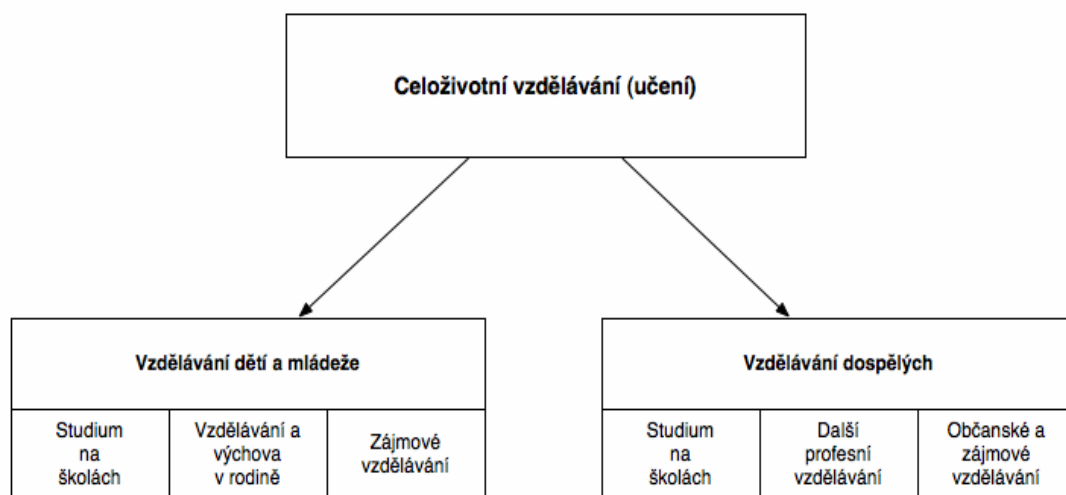 Celoživotní vzdělávání (učení)
Vzdělávání dětí a mládeže
Studium
na
školách
Vzdělávání a
výchova
v rodině
Zájmové
vzdělávání
Vzdělávání dospělých
Studium
na
školách
Další
profesní
vzdělávání
Občanské a
zájmové
vzdělávání